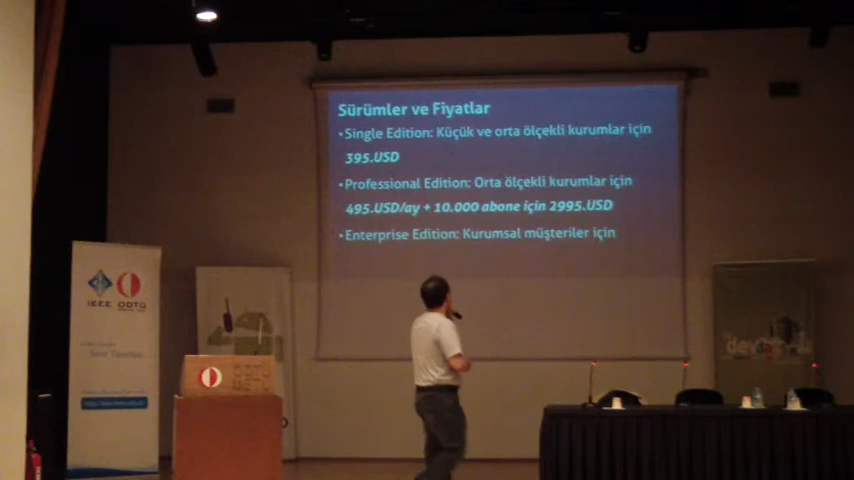 Sürümler ve Fiyatlar
•Single Edition: Küçük ve orta ölçekli kurumlar için
395.USD
•Professional Edition: Orta ölçekli kurumlar için
495.USD/ay + 10.000 abone için 2995.USD
•Enterprise Edition: Kurumsal müşteriler için
IEEE ODTÜ